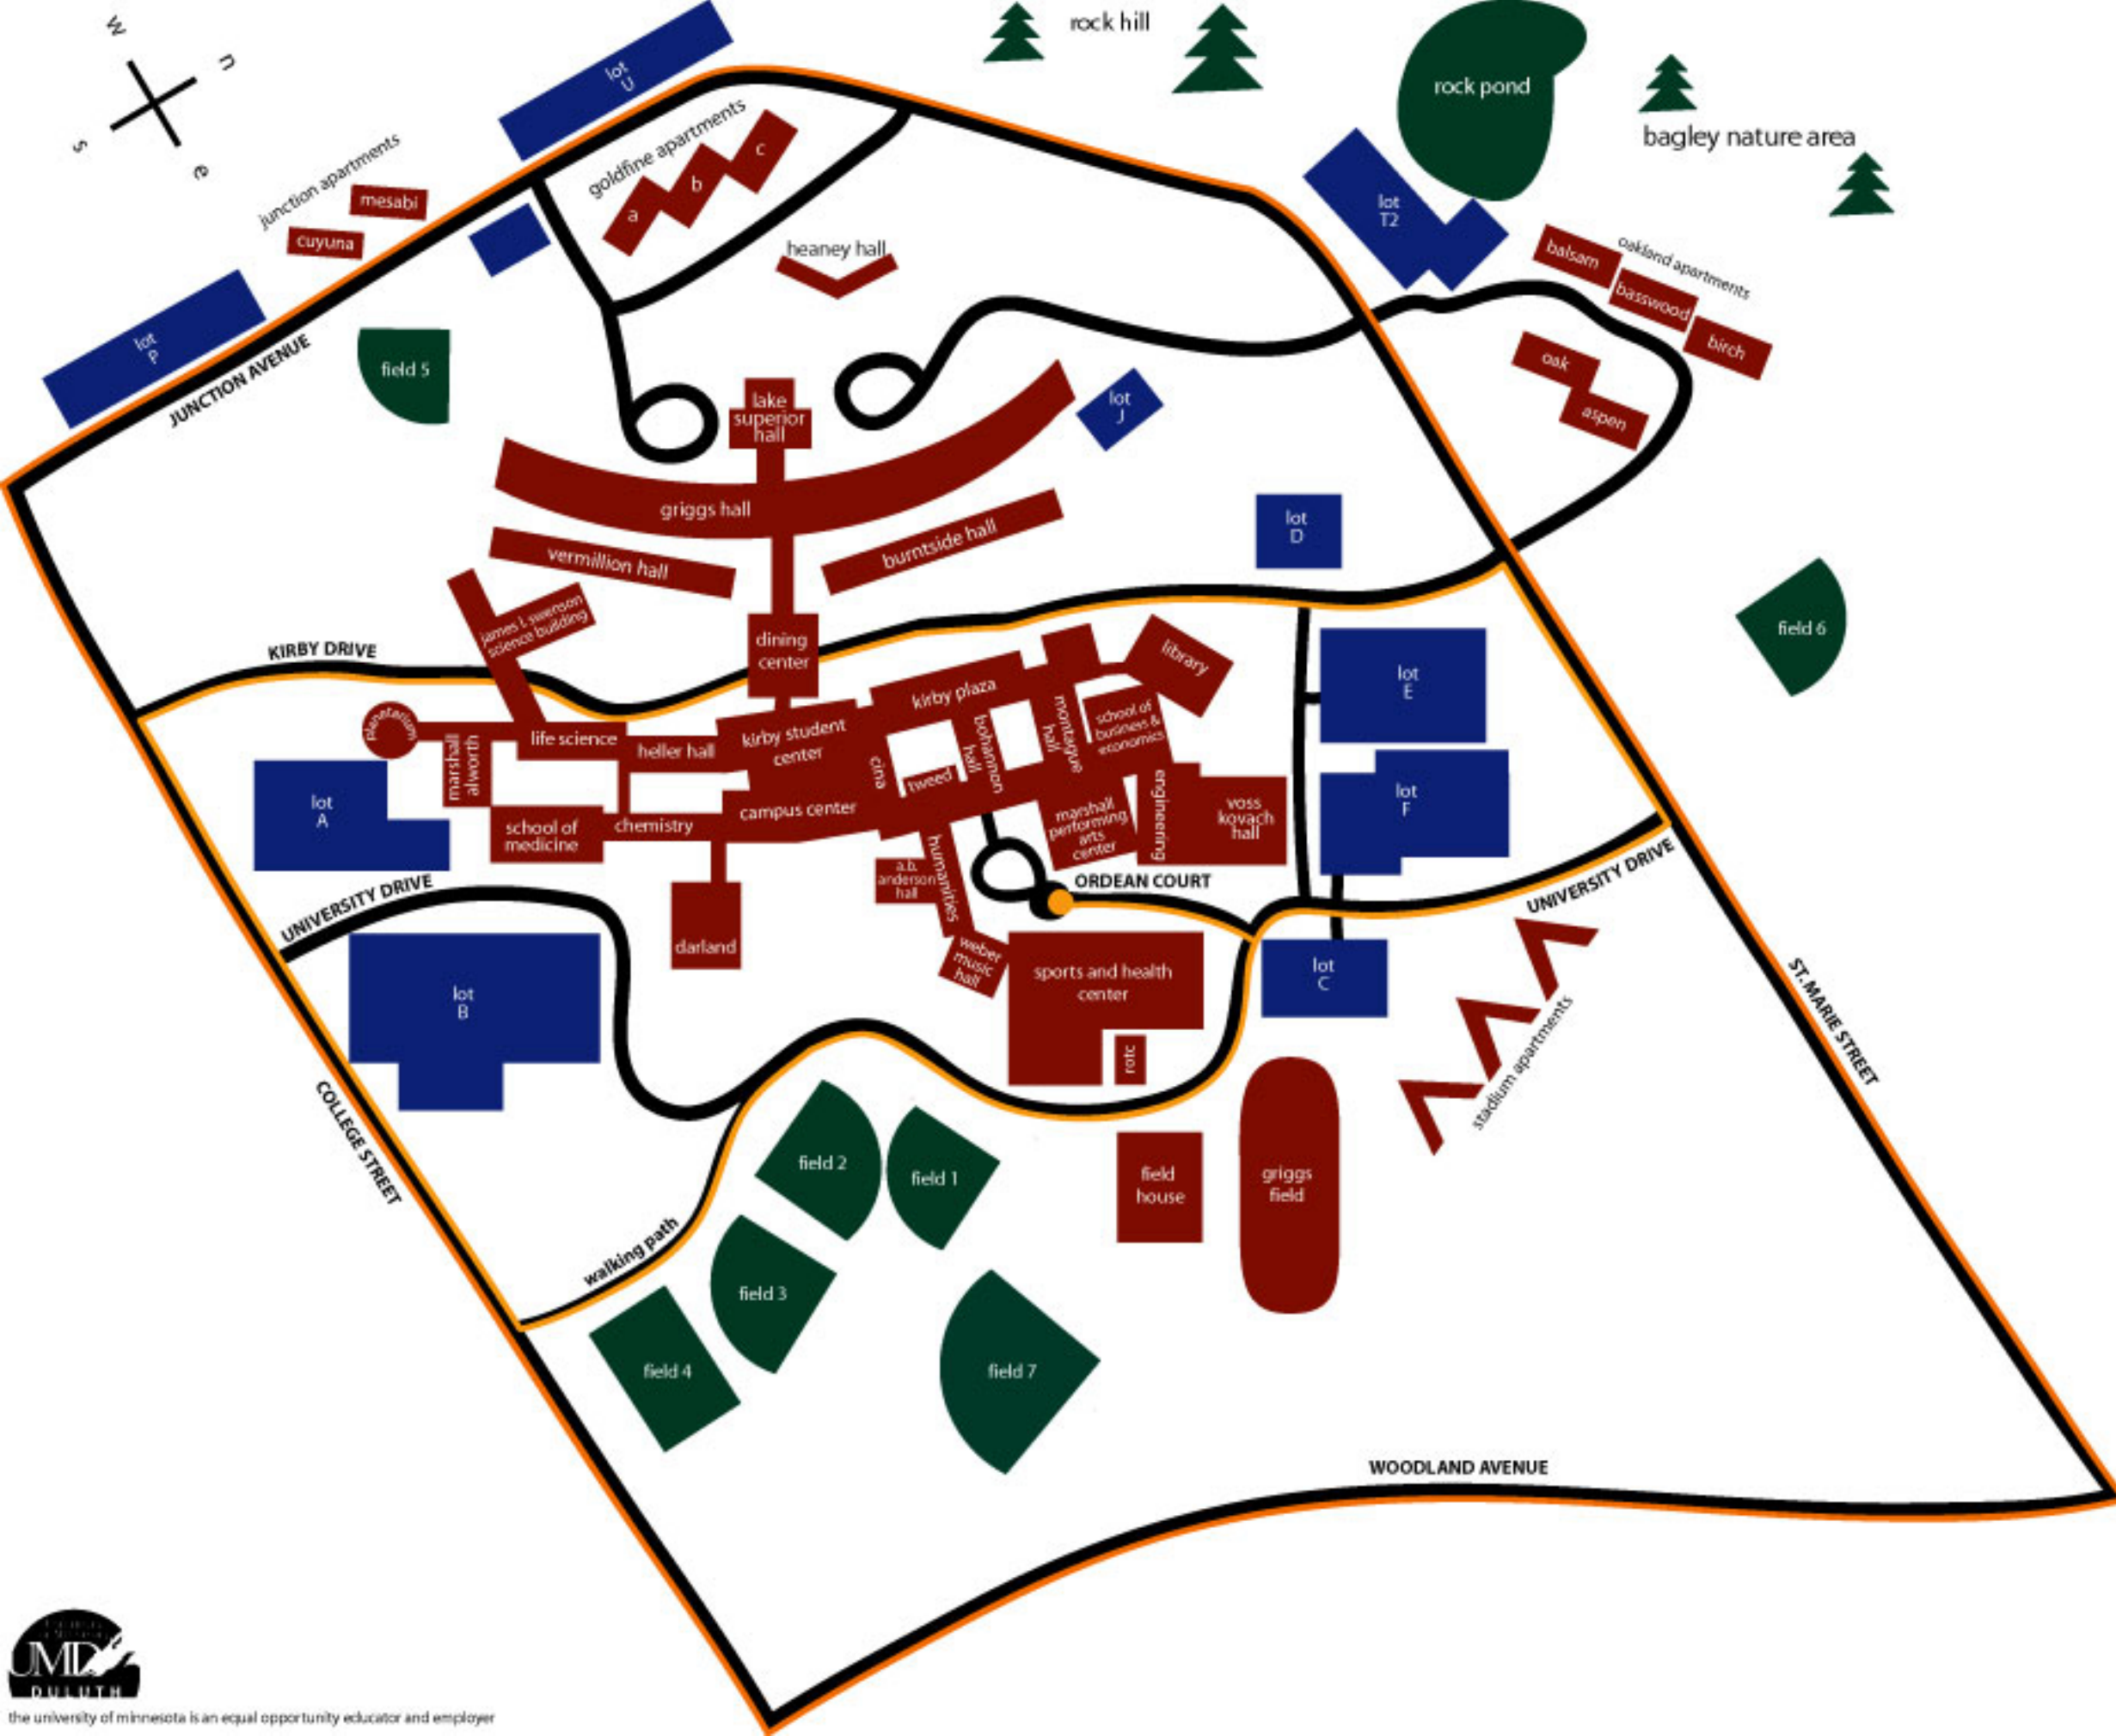 w
n
s
e
lot
U
rock hill
rock pond
bagley nature area
junction apartments
mesabi
cuyuna
goldfine apartments
a
b
c
heaney hall
lot
T2
balsam
oakland apartments
basswood
birch
oak
aspen
lot
P
JUNCTION AVENUE
field 5
lake
superior
hall
lot
J
griggs hall
vermillion hall
burntside hall
lot
D
field 6
james l. swenson
science building
KIRBY DRIVE
dining
center
library
kirby plaza
lot
E
planetarium
marshall
alworth
life science
heller hall
kirby student
center
cina
tweed
bohannon
hall
montague
hall
school of
business &
economics
lot
A
school of
medicine
chemistry
campus center
marshall
performing
arts
center
engineering
voss
kovach
hall
lot
F
UNIVERSITY DRIVE
a.b.
anderson
hall
humanities
ORDEAN COURT
UNIVERSITY DRIVE
darland
weber
music
hall
sports and health
center
lot
C
lot
B
rotc
stadium apartments
ST. MARIE STREET
COLLEGE STREET
field 2
field 1
field
house
griggs
field
walking path
field 3
field 4
field 7
WOODLAND AVENUE
UMD
DULUTH
the university of minnesota is an equal opportunity educator and employer